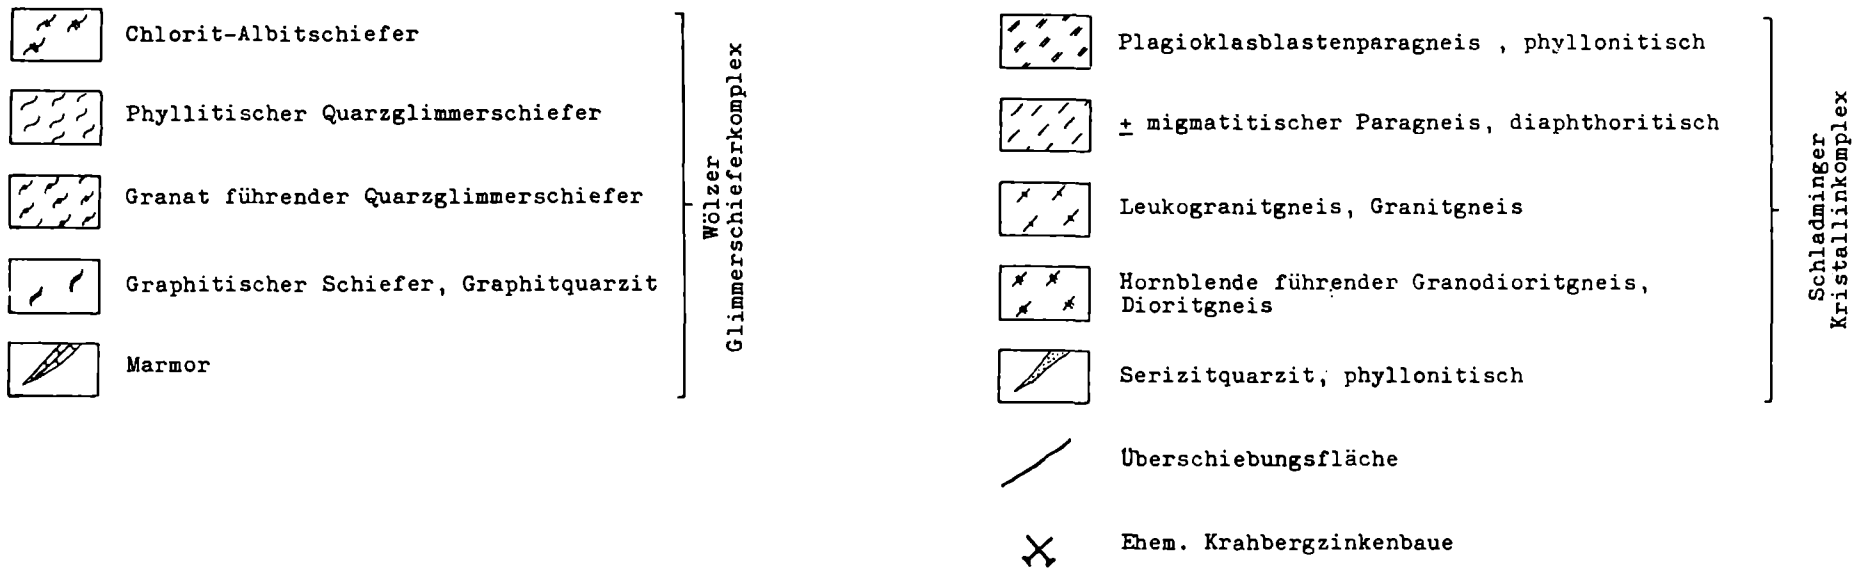 Chlorit-Albitschiefer
Phyllitischer Quarzglimmerschiefer
Granat führender Quarzglimmerschiefer
Graphitischer Schiefer, Graphitquarzit
Marmor
Wölzer
Glimmerschieferkomplex
Plagioklasblastenparagneis , phyllonitisch
± migmatitischer Paragneis, diaphthoritisch
Leukogranitgneis, Granitgneis
Hornblende führender Granodioritgneis,
Dioritgneis
Serizitquarzit, phyllonitisch
Schladminger
Kristallinkomplex
Überschiebungsfläche
Ehem. Krahbergzinkenbaue